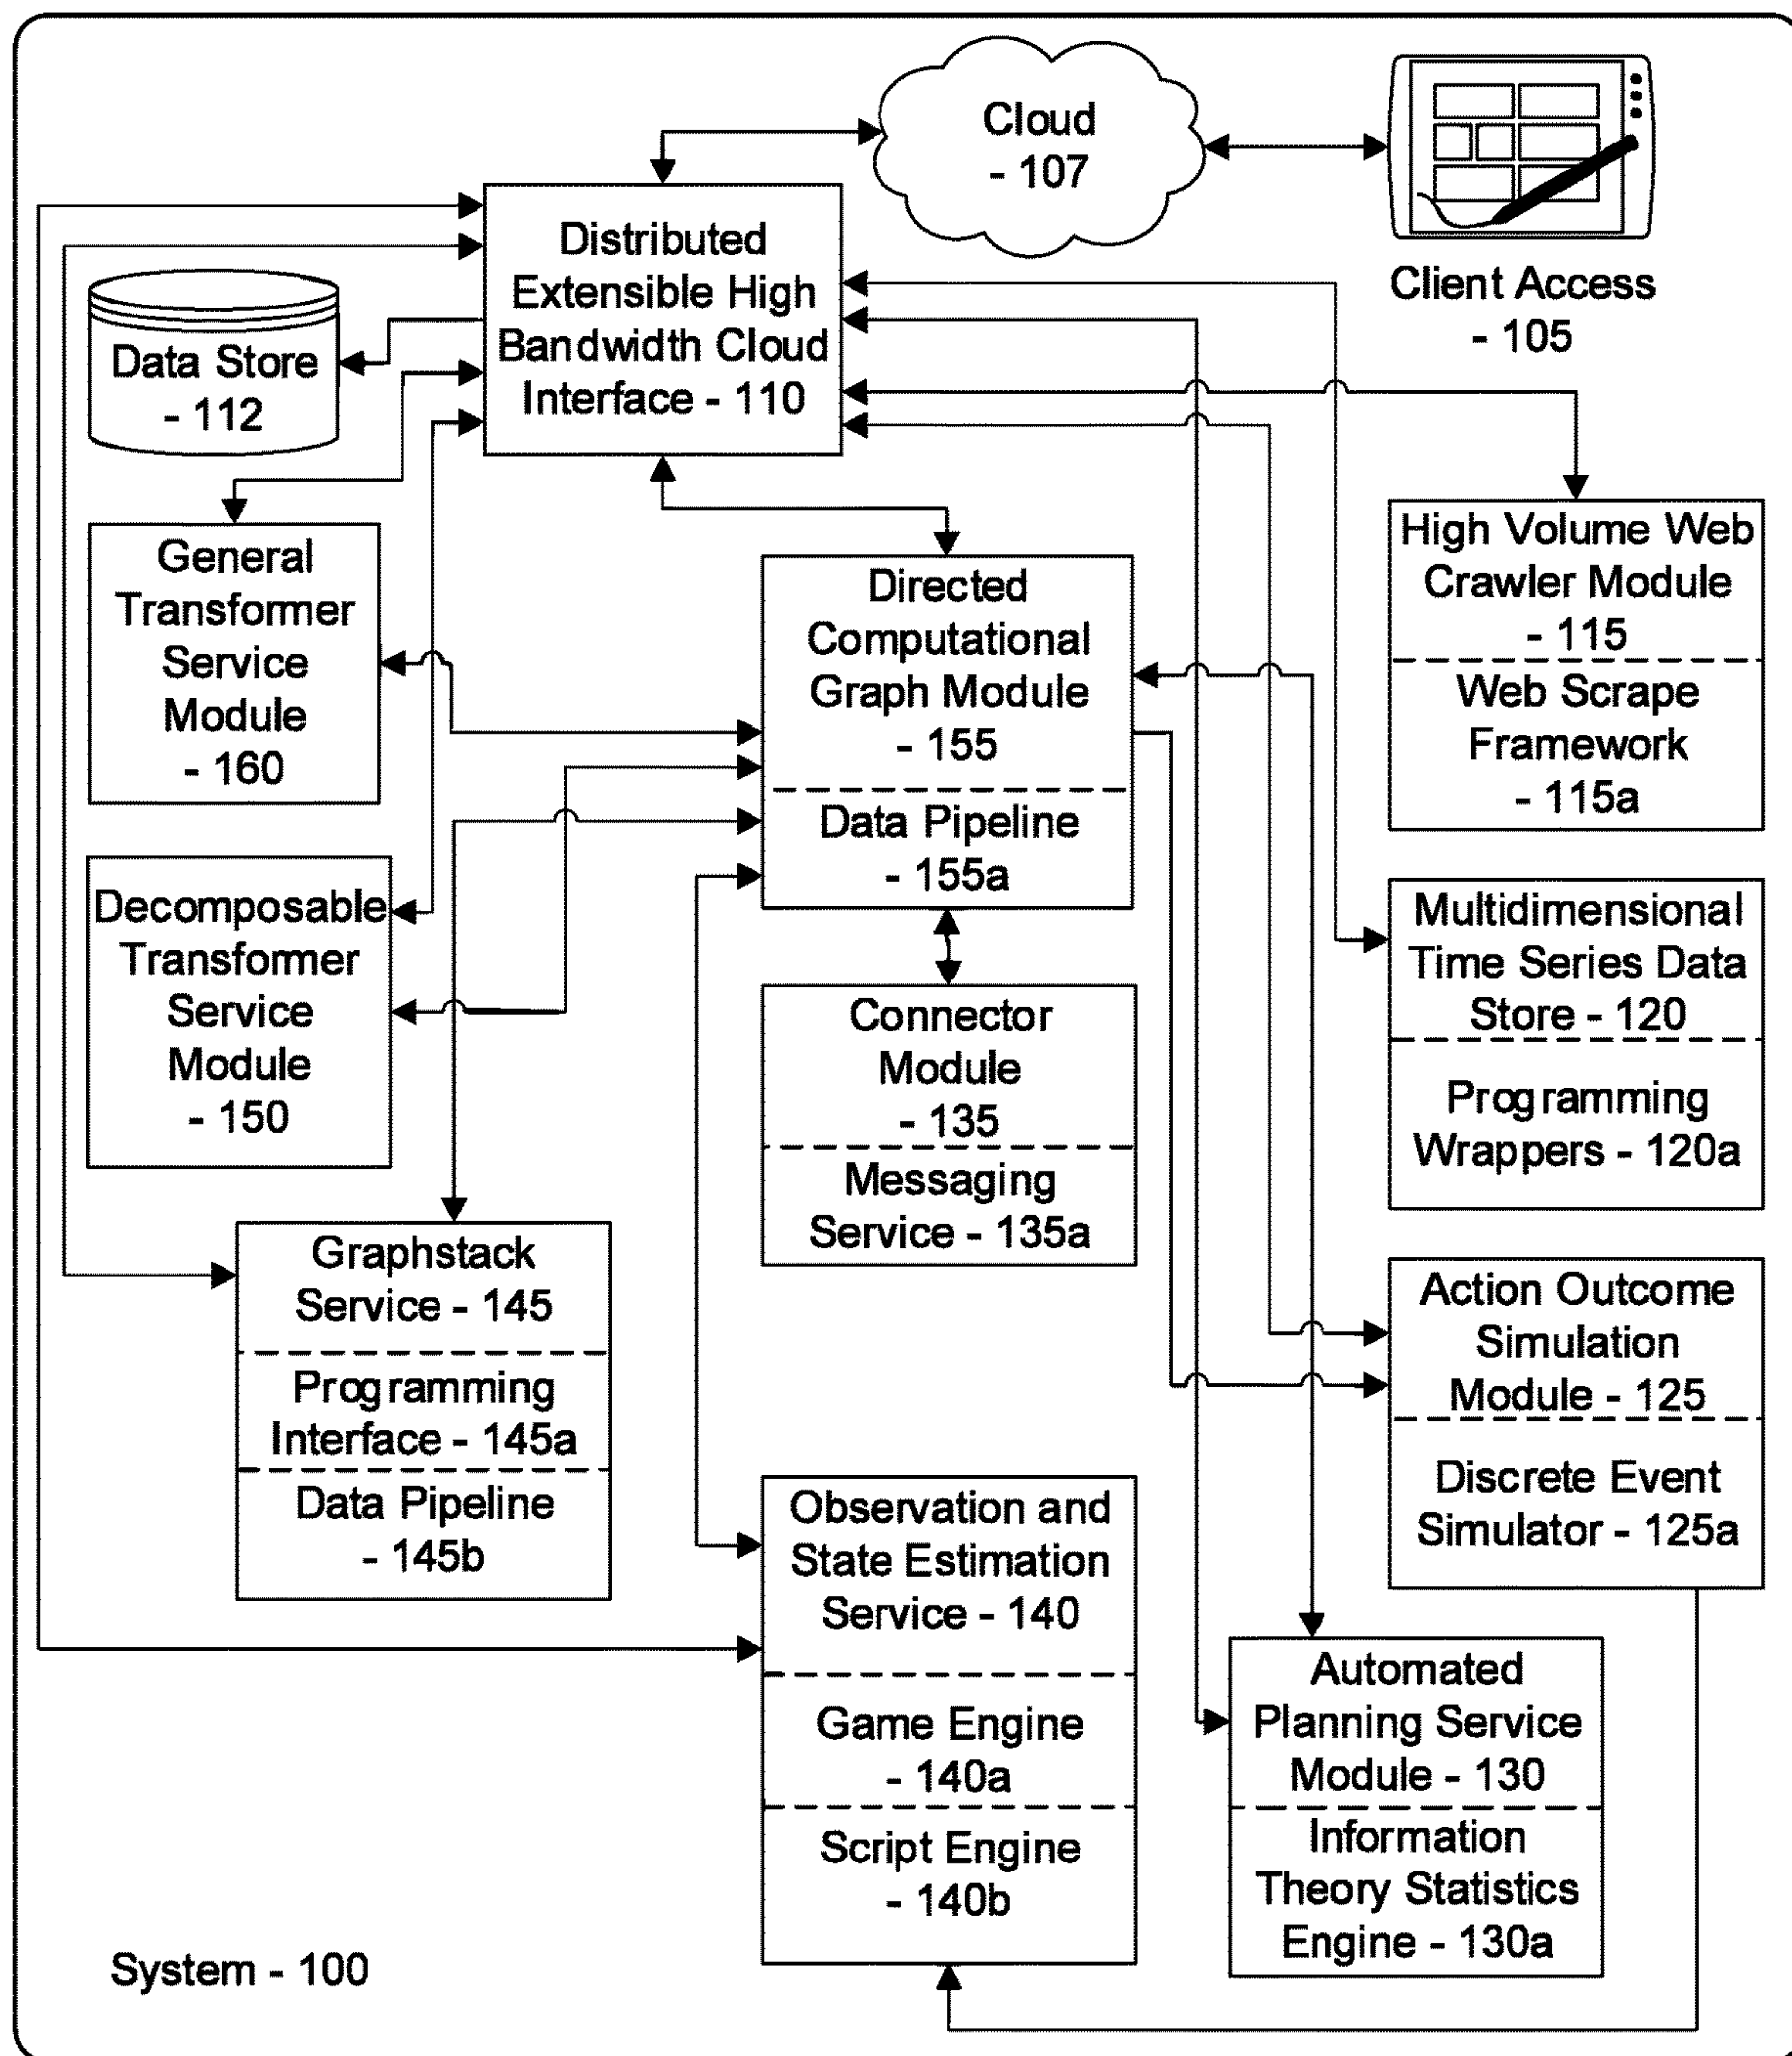 Cloud
- 107
Client Access
- 105
Distributed
Extensible High
Bandwidth Cloud
Interface - 110
Data Store
- 112
General
Transformer
Service
Module
- 160
Directed
Computational
Graph Module
- 155
Data Pipeline
- 155a
High Volume Web
Crawler Module
- 115
Web Scrape
Framework
- 115a
Decomposable
Transformer
Service
Module
- 150
Connector
Module
- 135
Messaging
Service - 135a
Multidimensional
Time Series Data
Store - 120
Programming
Wrappers - 120a
Graphstack
Service - 145
Programming
Interface - 145a
Data Pipeline
- 145b
Action Outcome
Simulation
Module - 125
Discrete Event
Simulator - 125a
Observation and
State Estimation
Service - 140
Game Engine
- 140a
Script Engine
- 140b
Automated
Planning Service
Module - 130
Information
Theory Statistics
Engine - 130a
System - 100